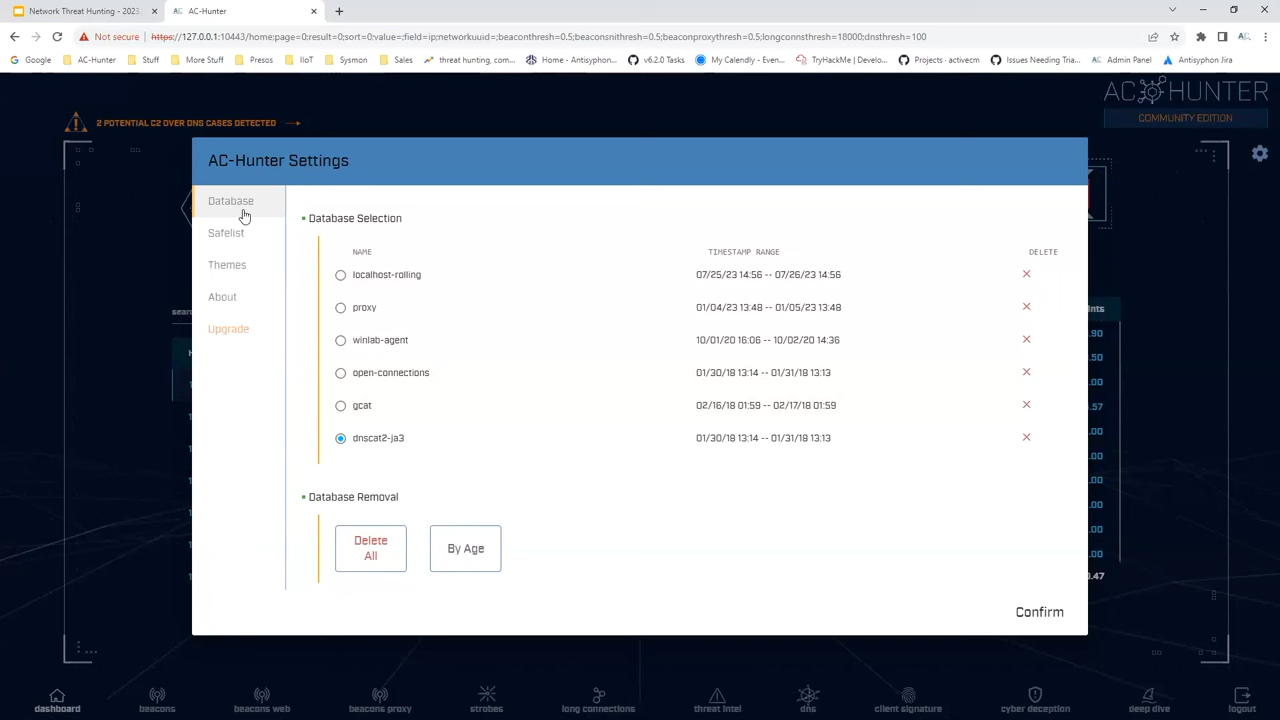 Network Threat Hunting - 2023
AC-Hunter
Not secure
https://127.0.0.1:10443/home;page=0;result=0;sort=0;value=;field=ip;networkuuid=;beaconthresh=0.5;beaconsnithresh=0.5;beaconproxythresh=0.5;longconnsthresh=18000;dnsthresh=100
Google AC-Hunter Stuff More Stuff Presos IIoT Sysmon Sales threat hunting, com... Home - Antisyphon... v6.2.0 Tasks My Calendly - Even... TryHackMe | Develo... Projects · activecm Issues Needing Tria... Admin Panel Antisyphon Jira
AC HUNTER
COMMUNITY EDITION
2 POTENTIAL C2 OVER DNS CASES DETECTED
AC-Hunter Settings
Database
Safelist
Themes
About
Upgrade
Database Selection
NAME TIMESTAMP RANGE DELETE
localhost-rolling 07/25/23 14:56 -- 07/26/23 14:56
proxy 01/04/23 13:48 -- 01/05/23 13:48
winlab-agent 10/01/20 16:06 -- 10/02/20 14:36
open-connections 01/30/18 13:14 -- 01/31/18 13:13
gcat 02/16/18 01:59 -- 02/17/18 01:59
dnscat2-ja3 01/30/18 13:14 -- 01/31/18 13:13
Database Removal
Delete All
By Age
Confirm
dashboard beacons beacons web beacons proxy strobes long connections threat intel dns client signature cyber deception deep dive logout